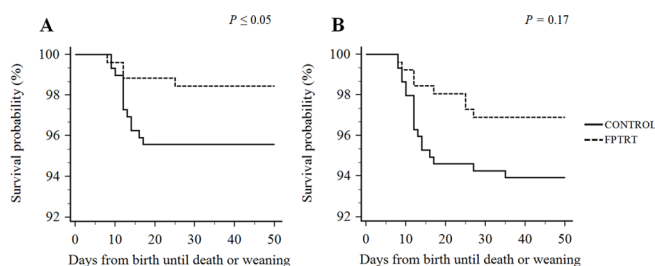 A
P ≤ 0.05
Survival probability (%)
100
98
96
94
92
0 10 20 30 40 50
Days from birth until death or weaning
B
P = 0.17
Survival probability (%)
100
98
96
94
92
0 10 20 30 40 50
Days from birth until death or weaning
CONTROL
FPTRT